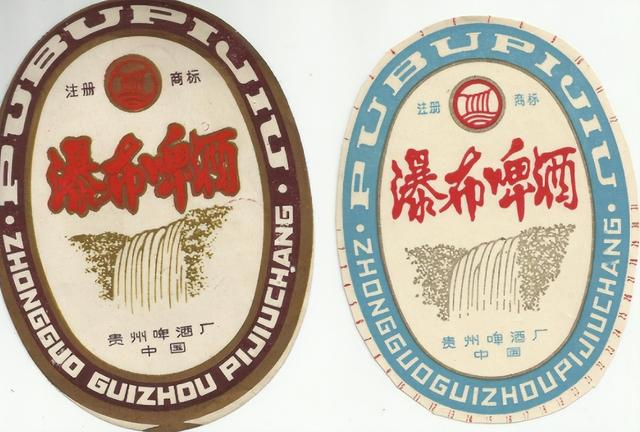 PUBUPIJIU
注册 商标
瀑布啤酒
贵州啤酒厂
中国
ZHONGGUO GUIZHOU PIJIUCHANG
PUBUPIJIU
注册 商标
瀑布啤酒
贵州啤酒厂
中国
ZHONGGUOGUIZHOUPIJIUCHANG